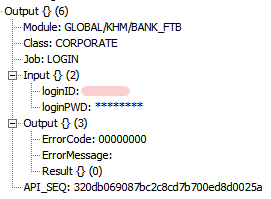 Output {} (6)
Module: GLOBAL/KHM/BANK_FTB
Class: CORPORATE
Job: LOGIN
Input {} (2)
loginID:
loginPWD: ********
Output {} (3)
ErrorCode: 00000000
ErrorMessage:
Result {} (0)
API_SEQ: 320db069087bc2c8cd7b700ed8d0025a